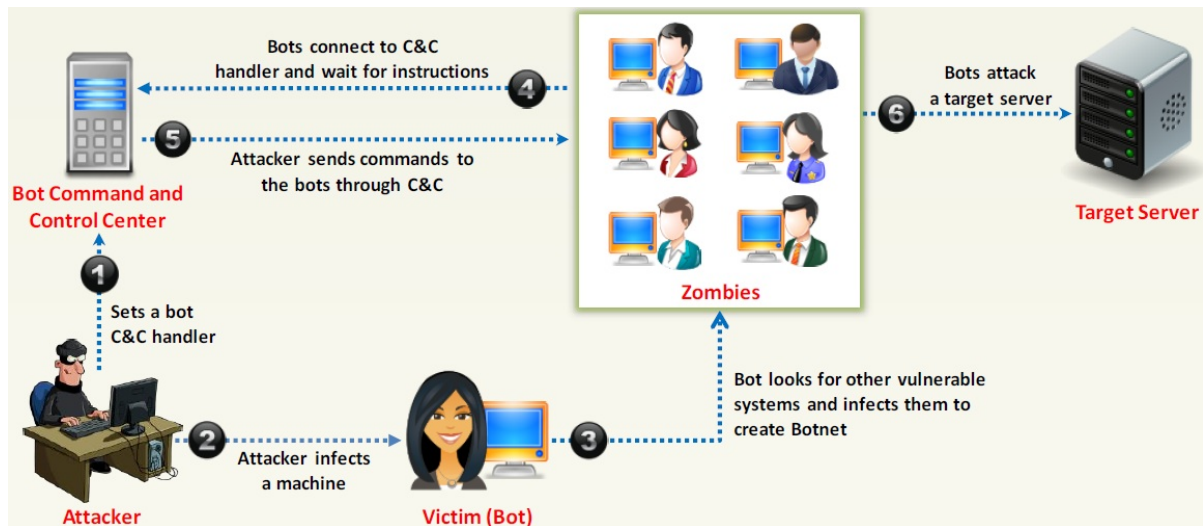 Bots connect to C&C
handler and wait for instructions
4
5
Attacker sends commands to
the bots through C&C
Bot Command and
Control Center
1
Sets a bot
C&C handler
Attacker
2
Attacker infects
a machine
Victim (Bot)
3
Bot looks for other vulnerable
systems and infects them to
create Botnet
Zombies
Bots attack
a target server
6
Target Server